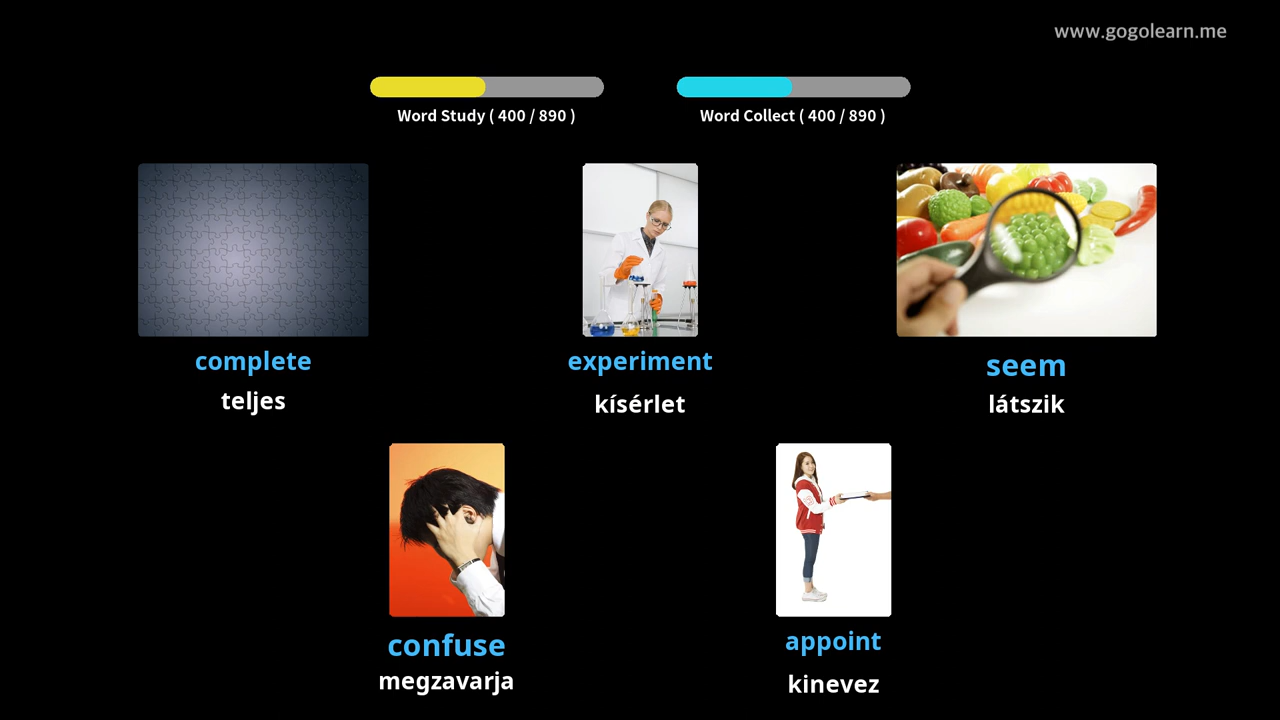 www.gogolearn.me
Word Study ( 400 / 890 )
Word Collect ( 400 / 890 )
complete
teljes
experiment
kísérlet
seem
látszik
confuse
megzavarja
appoint
kinevez